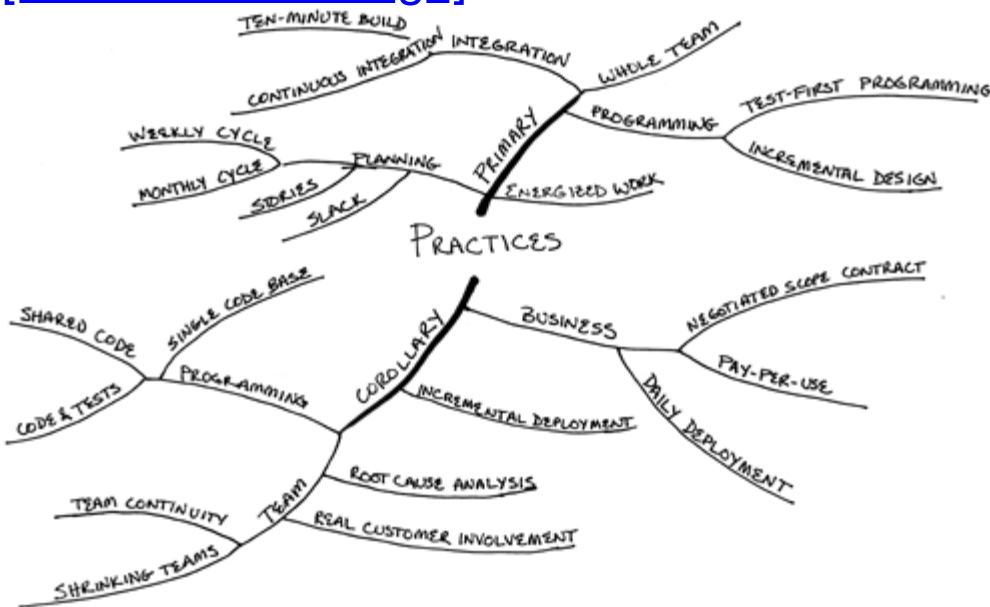 TEN-MINUTE BUILD
CONTINUOUS INTEGRATION
INTEGRATION
WHOLE TEAM
PROGRAMMING
TEST-FIRST PROGRAMMING
INCREMENTAL DESIGN
PRIMARY
WEEKLY CYCLE
MONTHLY CYCLE
PLANNING
STORIES
SLACK
ENERGIZED WORK
PRACTICES
COROLLARY
BUSINESS
NEGOTIATED SCOPE CONTRACT
PAY-PER-USE
DAILY DEPLOYMENT
INCREMENTAL DEPLOYMENT
PROGRAMMING
SINGLE CODE BASE
SHARED CODE
CODE & TESTS
TEAM
ROOT CAUSE ANALYSIS
REAL CUSTOMER INVOLVEMENT
TEAM CONTINUITY
SHRINKING TEAMS